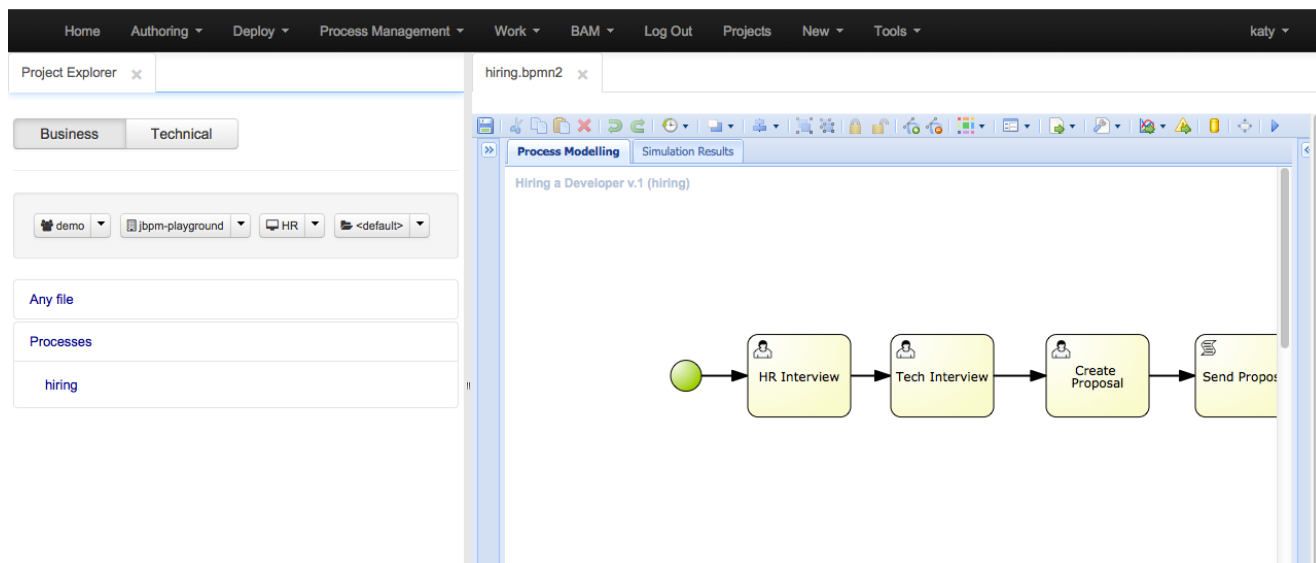 Home Authoring Deploy Process Management Work BAM Log Out Projects New Tools katy
Project Explorer
hiring.bpmn2
Business Technical
Process Modelling Simulation Results
Hiring a Developer v.1 (hiring)
demo jbpm-playground HR <default>
Any file
Processes
hiring
HR Interview
Tech Interview
Create
Proposal
Send Propos